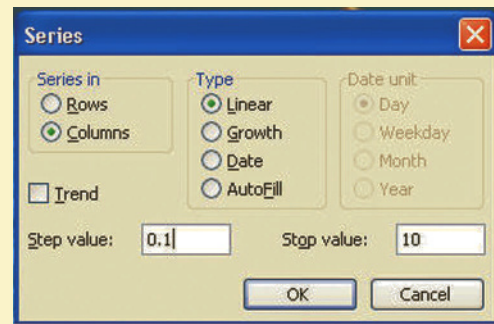 Series
Series in
Rows
Columns
Trend
Type
Linear
Growth
Date
AutoFill
Date unit
Day
Weekday
Month
Year
Step value: 0.1
Stop value: 10
OK Cancel